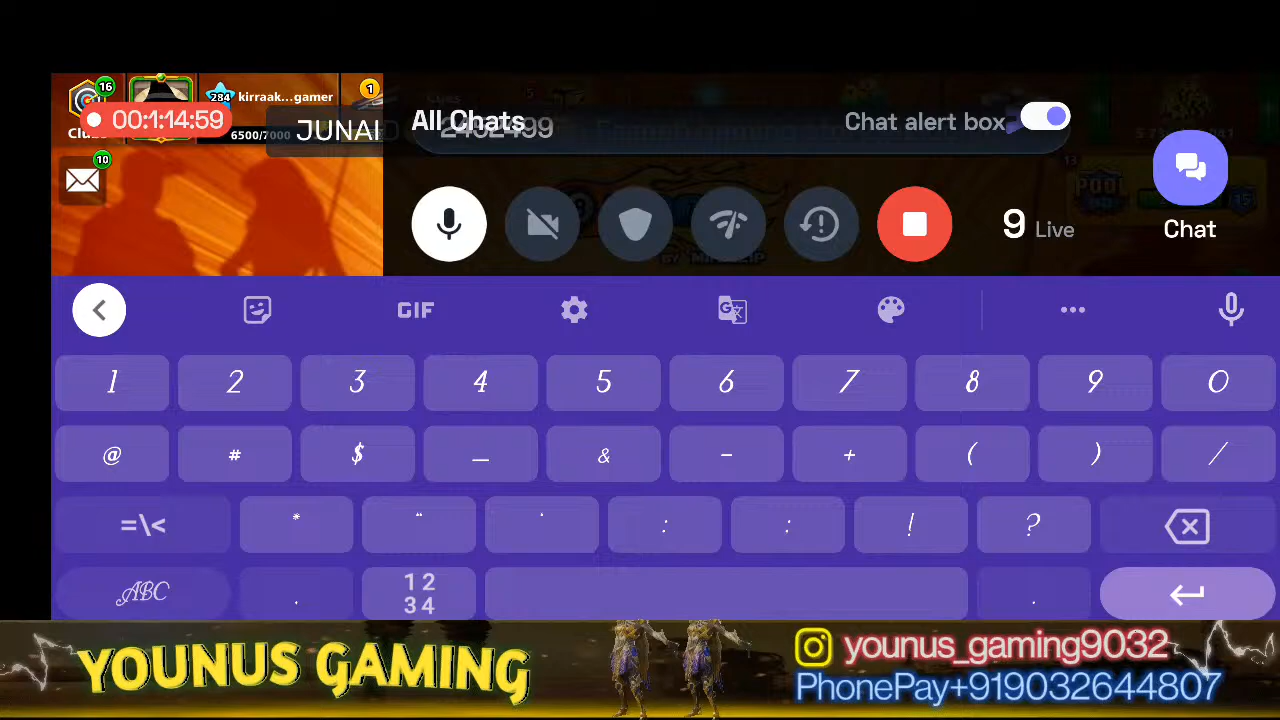 16
284 kirraak...gamer
1
00:1:14:59
6500/7000
JUNAI
All Chats
Chat alert box
10
9 Live
Chat
GIF
1 2 3 4 5 6 7 8 9 0
@ # $ _ & - + ( ) /
=\< * " ' : ; ! ?
ABC . 12 34 .
YOUNUS GAMING
younus_gaming9032
PhonePay+919032644807